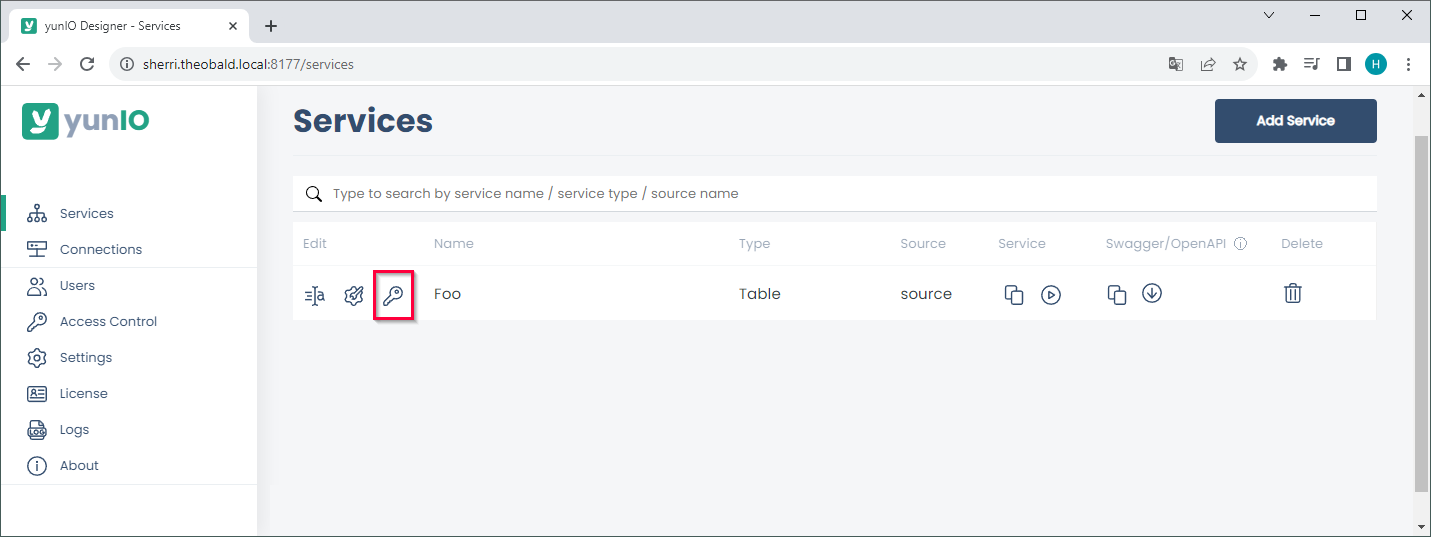 yunIO Designer - Services
sherri.theobald.local:8177/services
H
yunIO
Services
Add Service
Type to search by service name / service type / source name
Services
Connections
Users
Access Control
Settings
License
LOG
Logs
About
Edit Name Type Source Service Swagger/OpenAPI Delete
Foo Table source